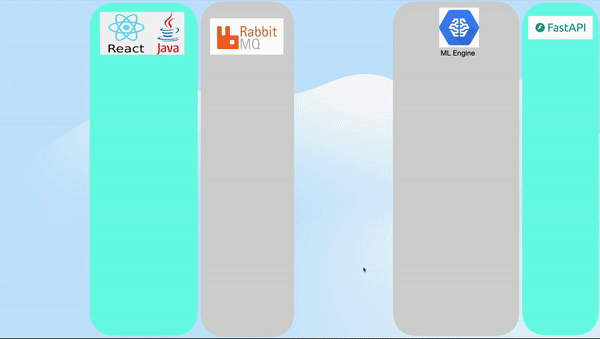 React
Java
Rabbit
MQ
ML Engine
FastAPI